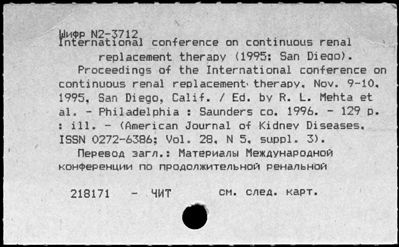 Шифр N2-3712
International conference on continuous renal
replacement therapy (1995; San Diego).
Proceedings of the International conference on
continuous renal replacement therapy, Nov. 9-10,
1995, San Diego, Calif. / Ed. by R. L. Mehta et
al. - Philadelphia : Saunders co. 1996. - 129 p.
: ill. - (American Journal of Kidney Diseases,
ISSN 0272-6386; Vol. 28, N 5, suppl. 3).
Перевод загл.: Материалы Международной
конференции по продолжительной ренальной
218171 - ЧИТ см. след. карт.